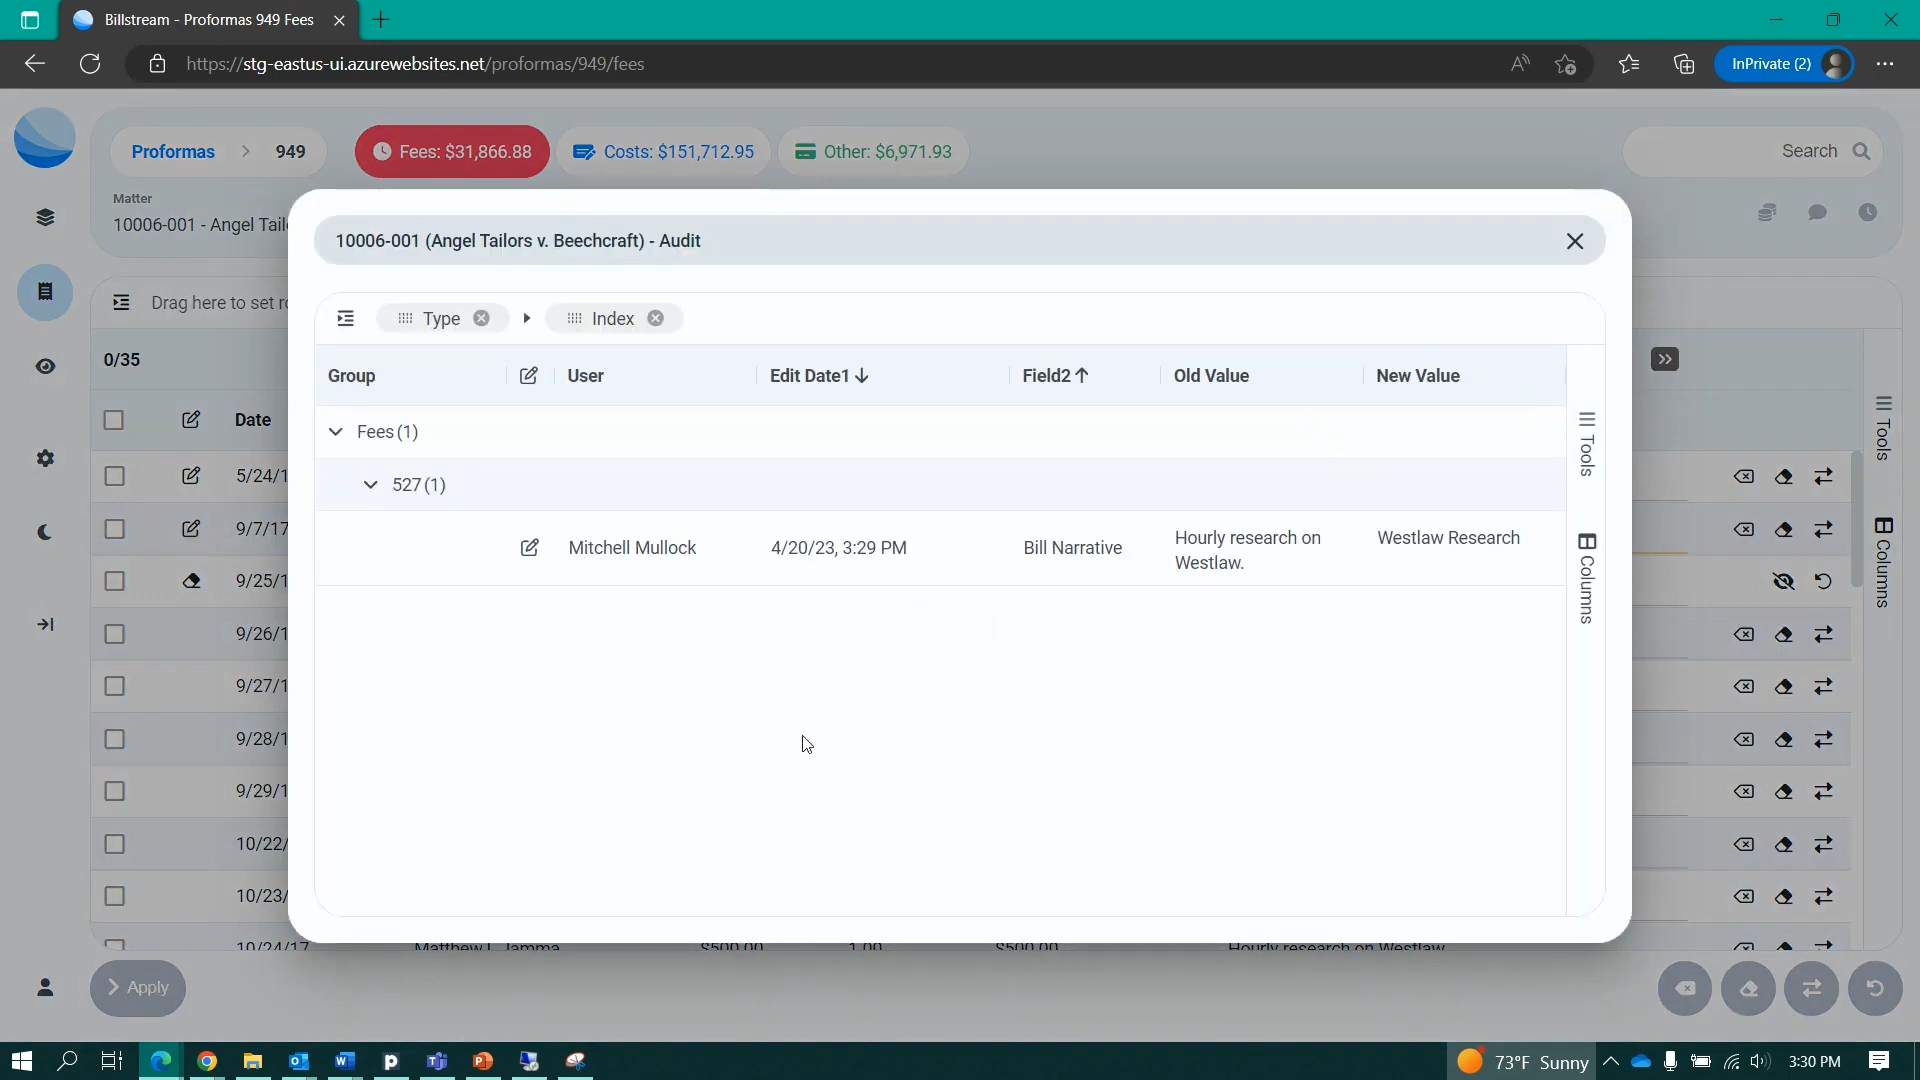 Billstream - Proformas 949 Fees
https://stg-eastus-ui.azurewebsites.net/proformas/949/fees
InPrivate (2)
Proformas > 949
Fees: $31,866.88
Costs: $151,712.95
Other: $6,971.93
Search
Matter
10006-001 - Angel Tail
10006-001 (Angel Tailors v. Beechcraft) - Audit
Drag here to set ro
Type
Index
0/35
Group
User
Edit Date1
Field2
Old Value
New Value
Date
Fees (1)
527 (1)
5/24/1
9/7/17
Mitchell Mullock
4/20/23, 3:29 PM
Bill Narrative
Hourly research on
Westlaw.
Westlaw Research
Tools
Columns
Tools
Columns
9/25/1
9/26/1
9/27/1
9/28/1
9/29/1
10/22/
10/23/
10/24/17
$500.00
1.00
$500.00
Hourly research on Westlaw
Apply
73°F Sunny
3:30 PM